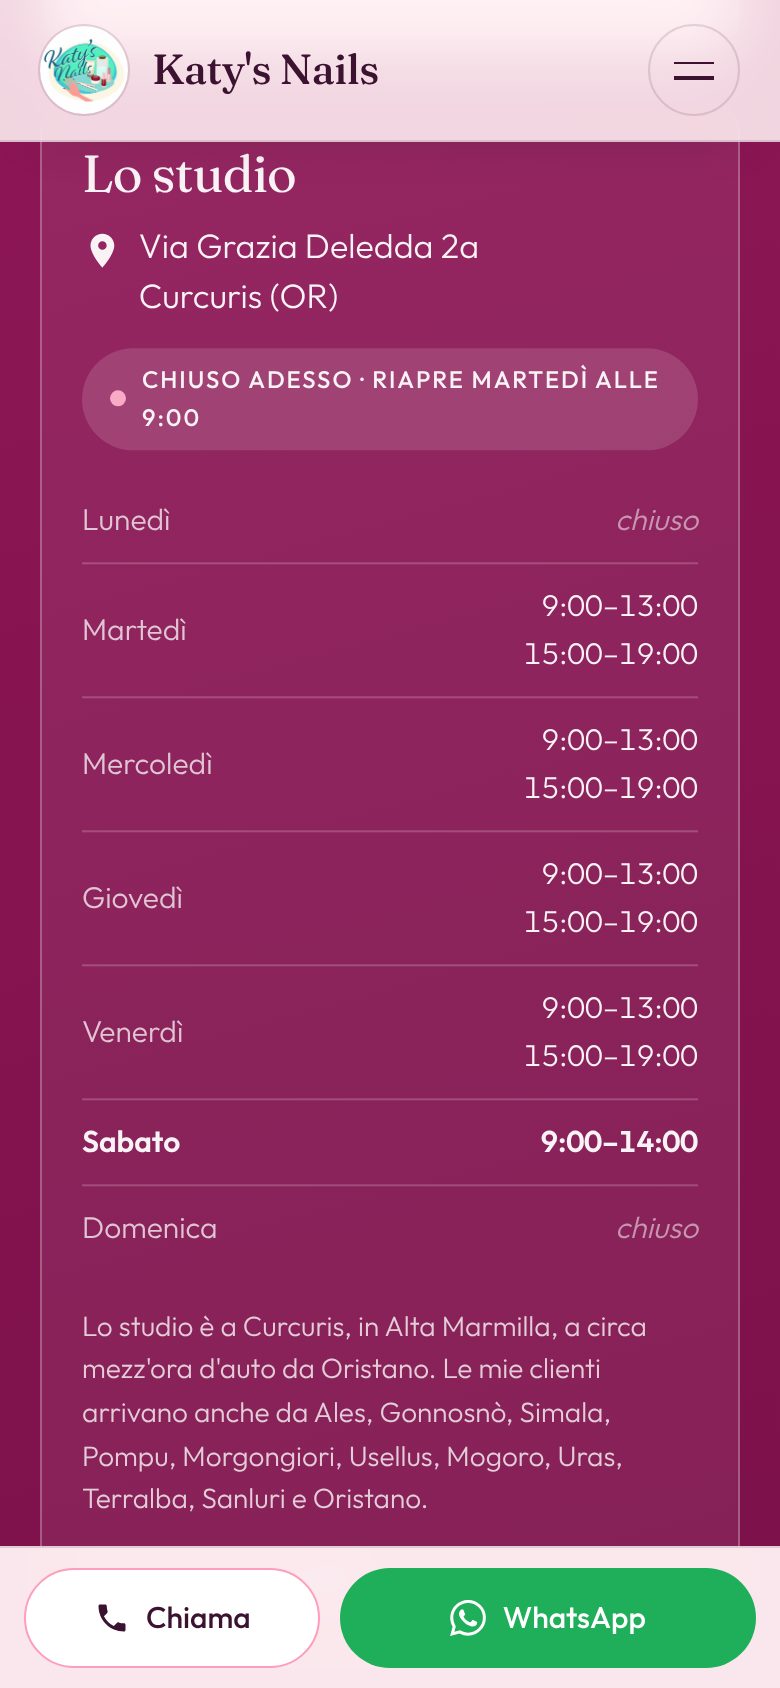 Katy's
Nails
Katy's Nails
Lo studio
Via Grazia Deledda 2a
Curcuris (OR)
CHIUSO ADESSO · RIAPRE MARTEDÌ ALLE
9:00
Lunedì chiuso
Martedì 9:00–13:00
15:00–19:00
Mercoledì 9:00–13:00
15:00–19:00
Giovedì 9:00–13:00
15:00–19:00
Venerdì 9:00–13:00
15:00–19:00
Sabato 9:00–14:00
Domenica chiuso
Lo studio è a Curcuris, in Alta Marmilla, a circa
mezz'ora d'auto da Oristano. Le mie clienti
arrivano anche da Ales, Gonnosnò, Simala,
Pompu, Morgongiori, Usellus, Mogoro, Uras,
Terralba, Sanluri e Oristano.
Chiama WhatsApp